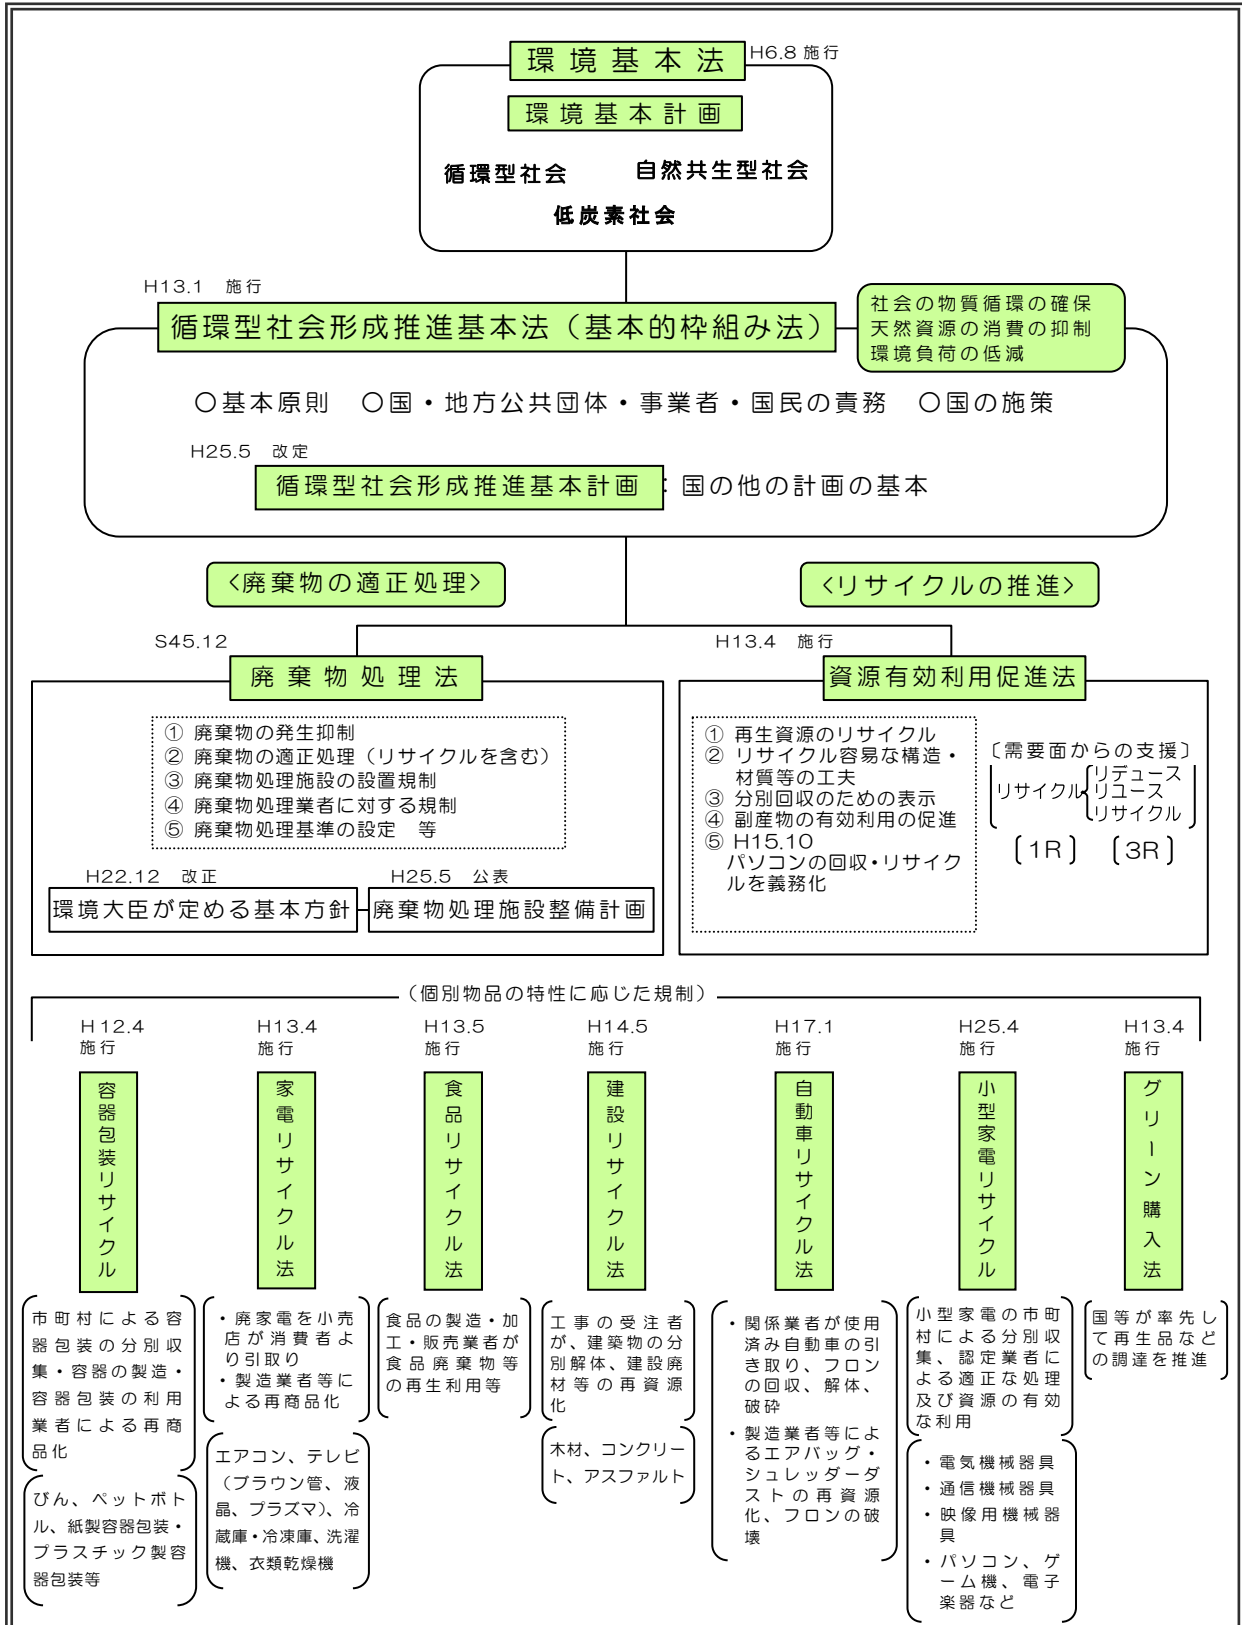 環境基本法
H6.8 施行
環境基本計画
循環型社会
自然共生型社会
低炭素社会
H13.1 施行
循環型社会形成推進基本法（基本的枠組み法）
社会の物質循環の確保
天然資源の消費の抑制
環境負荷の低減
○基本原則 ○国・地方公共団体・事業者・国民の責務 ○国の施策
H25.5 改定
循環型社会形成推進基本計画：国の他の計画の基本
<廃棄物の適正処理>
<リサイクルの推進>
S45.12
廃棄物処理法
① 廃棄物の発生抑制
② 廃棄物の適正処理（リサイクルを含む）
③ 廃棄物処理施設の設置規制
④ 廃棄物処理業者に対する規制
⑤ 廃棄物処理基準の設定 等
H22.12 改正
環境大臣が定める基本方針
H25.5 公表
廃棄物処理施設整備計画
H13.4 施行
資源有効利用促進法
① 再生資源のリサイクル
② リサイクル容易な構造・
材質等の工夫
③ 分別回収のための表示
④ 副産物の有効利用の促進
⑤ H15.10
パソコンの回収・リサイク
ルを義務化
〔需要面からの支援〕
リサイクル
リデュース
リユース
リサイクル
〔1R〕 〔3R〕
（個別物品の特性に応じた規制）
H12.4
施行
容器包装リサイクル
市町村による容
器包装の分別収
集・容器の製造・
容器包装の利用
業者による再商
品化
びん、ペットボト
ル、紙製容器包装・
プラスチック製容
器包装等
H13.4
施行
家電リサイクル法
・廃家電を小売
店が消費者よ
り引取り
・製造業者等に
よる再商品化
エアコン、テレビ
（ブラウン管、液
晶、プラズマ）、冷
蔵庫・冷凍庫、洗濯
機、衣類乾燥機
H13.5
施行
食品リサイクル法
食品の製造・加
工・販売業者が
食品廃棄物等
の再生利用等
H14.5
施行
建設リサイクル法
工事の受注者
が、建築物の分
別解体、建設廃
材等の再資源
化
木材、コンクリー
ト、アスファルト
H17.1
施行
自動車リサイクル法
・関係業者が使用
済み自動車の引
き取り、フロン
の回収、解体、
破砕
・製造業者等によ
るエアバッグ・
シュレッダーダ
ストの再資源
化、フロンの破
壊
H25.4
施行
小型家電リサイクル
小型家電の市町
村による分別収
集、認定業者に
よる適正な処理
及び資源の有効
な利用
・電気機械器具
・通信機械器具
・映像用機械器
具
・パソコン、ゲ
ーム機、電子
楽器など
H13.4
施行
グリーン購入法
国等が率先し
て再生品など
の調達を推進